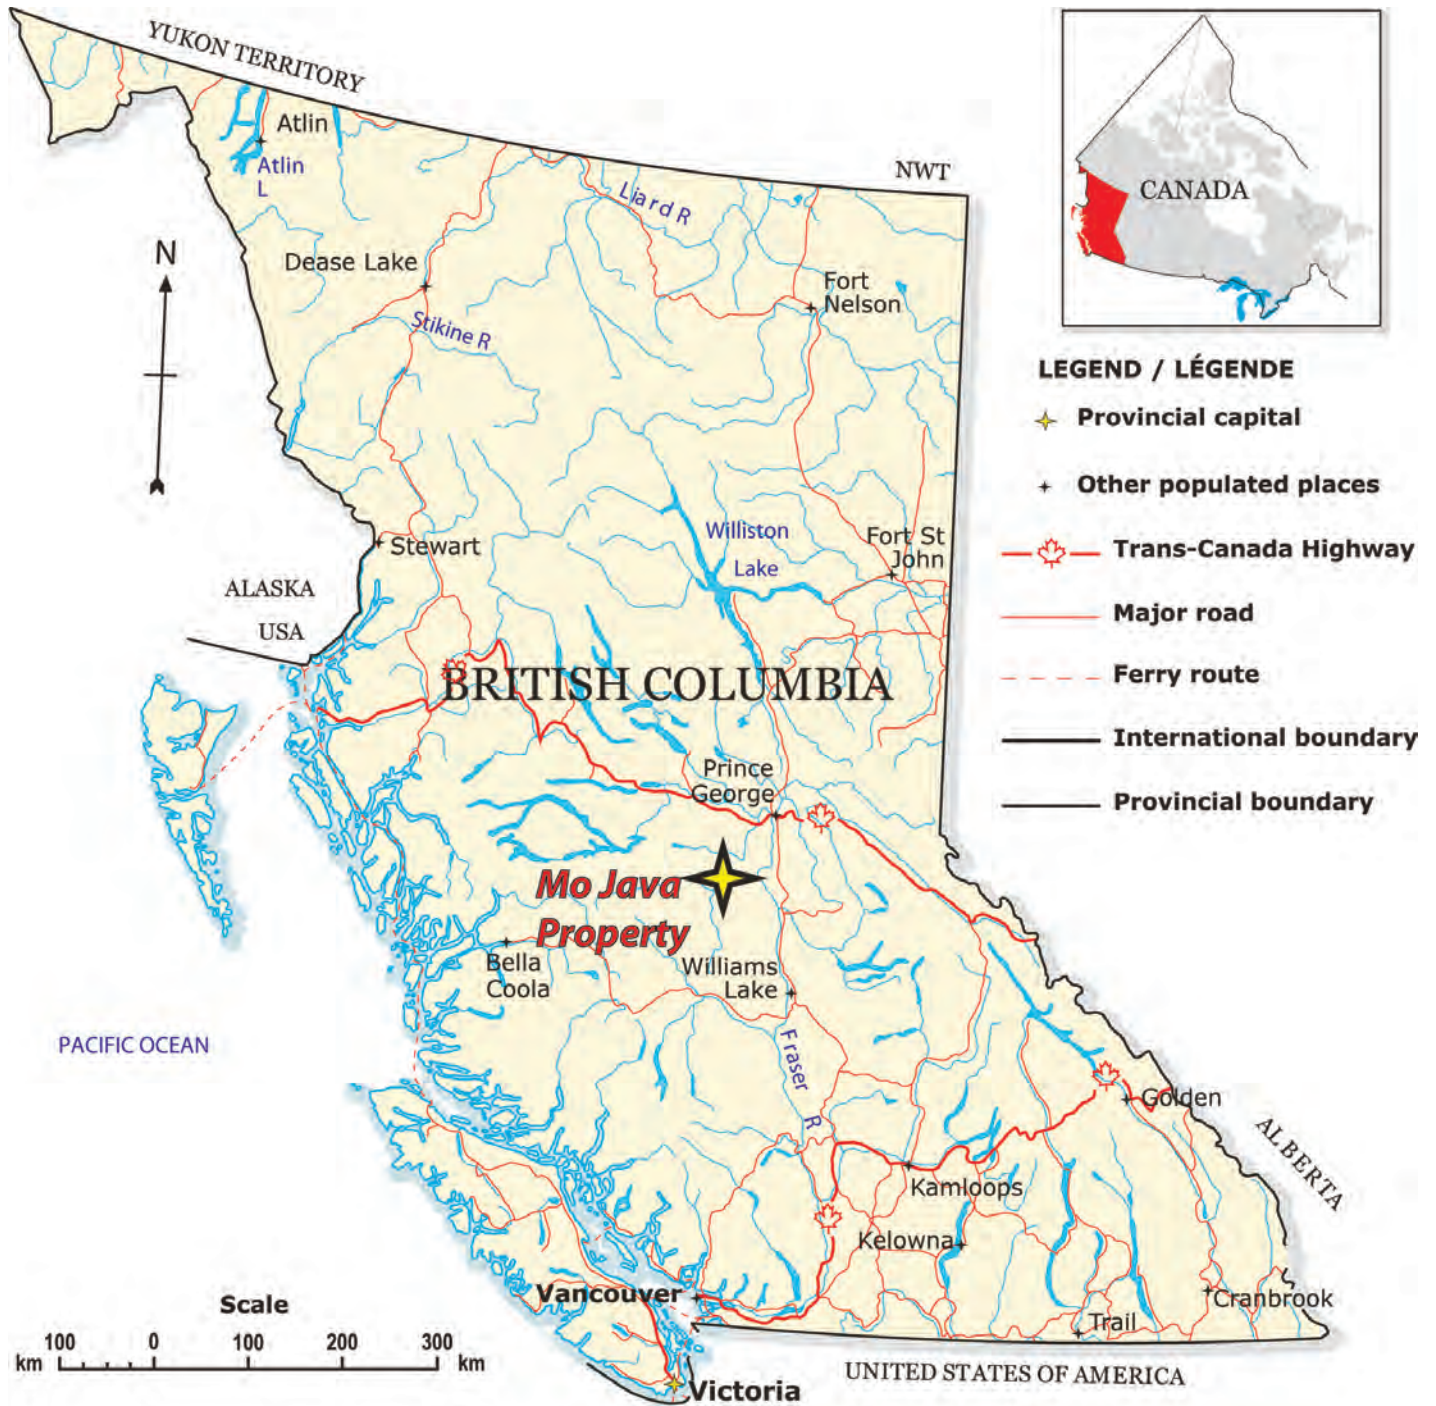 YUKON TERRITORY
NWT
CANADA
Atlin
Atlin
L
Liard R
N
Dease Lake
Fort
Nelson
Stikine R
LEGEND / LÉGENDE
Provincial capital
Other populated places
Trans-Canada Highway
Major road
Ferry route
International boundary
Provincial boundary
Williston
Lake
Fort St
John
Stewart
ALASKA
USA
BRITISH COLUMBIA
Prince
George
Mo Java
Property
Bella
Coola
Williams
Lake
PACIFIC OCEAN
Fraser R
Golden
ALBERTA
Kamloops
Kelowna
Vancouver
Cranbrook
Trail
Scale
100 0 100 200 300
km km
UNITED STATES OF AMERICA
Victoria